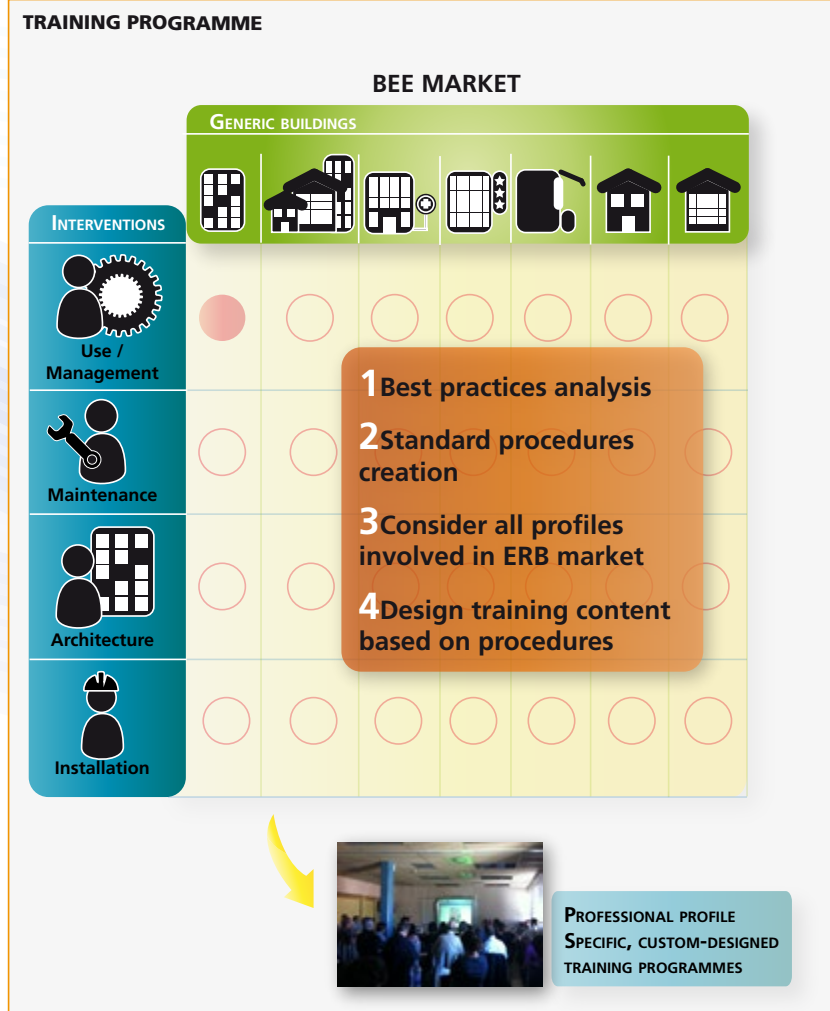 TRAINING PROGRAMME
BEE MARKET
GENERIC BUILDINGS
INTERVENTIONS
Use /
Management
Maintenance
Architecture
Installation
1Best practices analysis
2Standard procedures
creation
3Consider all profiles
involved in ERB market
4Design training content
based on procedures
PROFESSIONAL PROFILE
SPECIFIC, CUSTOM-DESIGNED
TRAINING PROGRAMMES